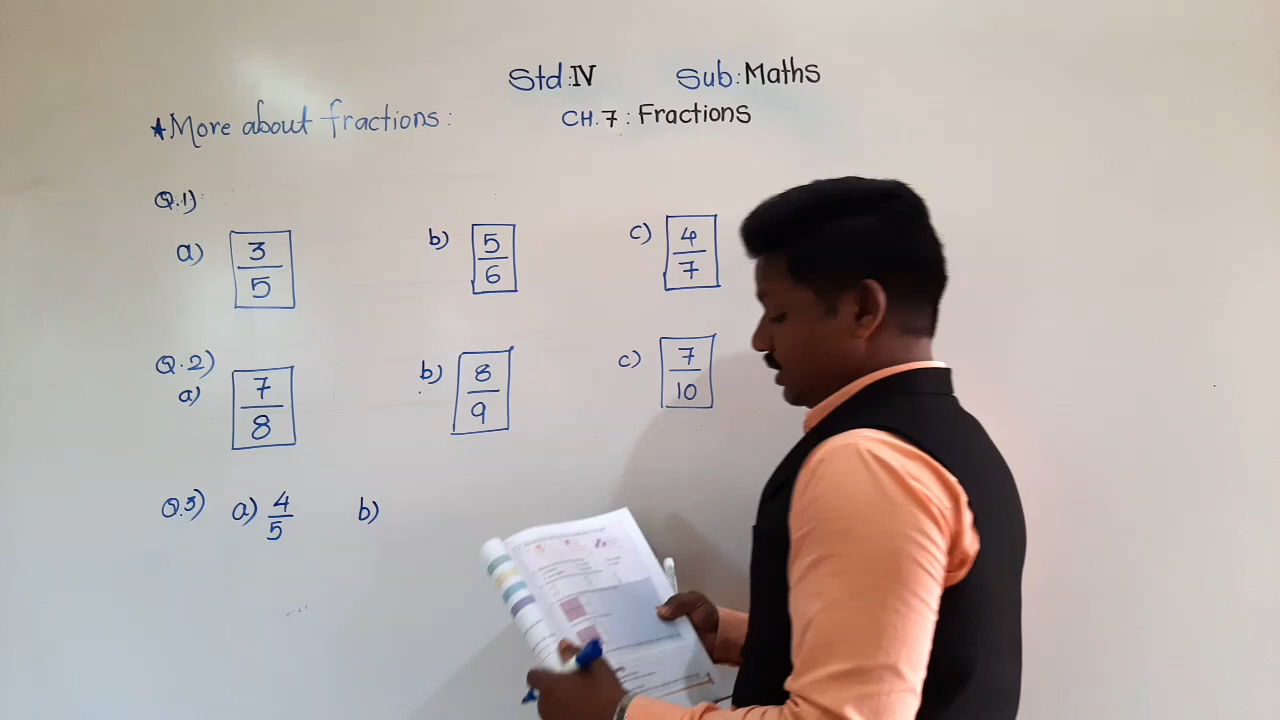 Std:IV Sub:Maths
★More about fractions: CH.7: Fractions
Q.1)
a) 3/5 b) 5/6 c) 4/7
Q.2)
a) 7/8 b) 8/9 c) 7/10
Q.3) a) 4/5 b)